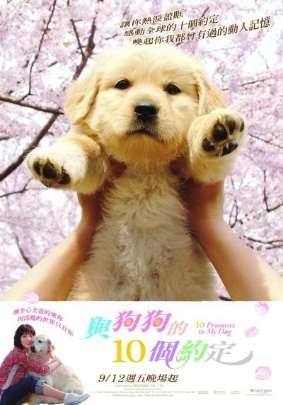 讓你熱淚盈眶
感動全球的十個約定
喚起你我都曾有過的動人記憶
與狗狗的
10 Promises
to My Dog
10個約定
9/12週五晚場起